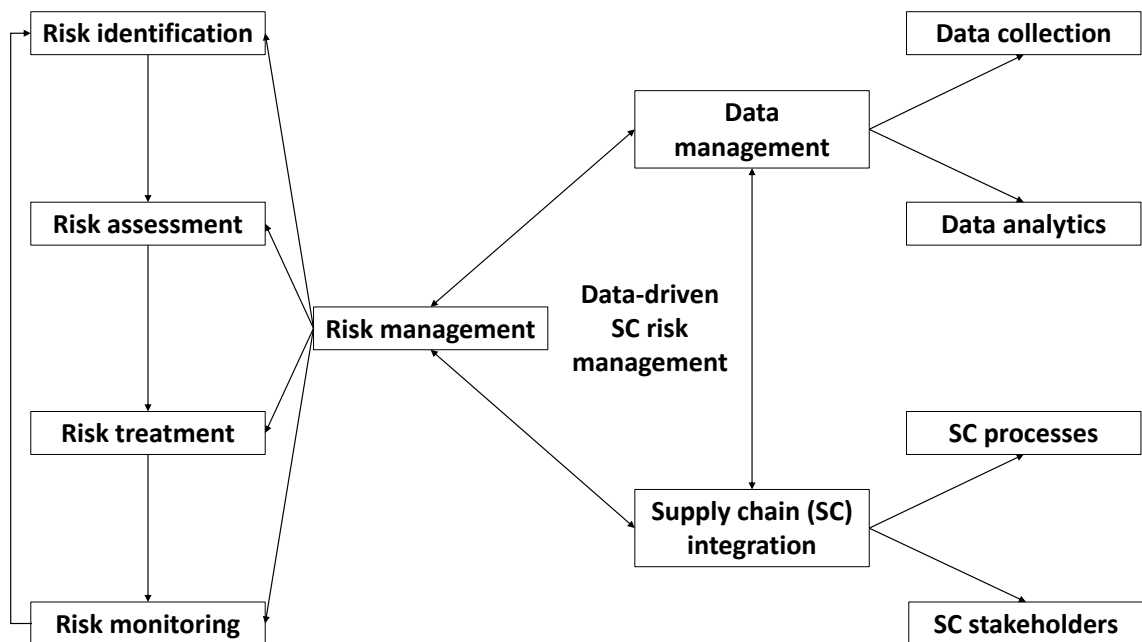 Risk identification
Data collection
Data
management
Risk assessment
Data analytics
Data-driven
SC risk
management
Risk management
Risk treatment
SC processes
Supply chain (SC)
integration
Risk monitoring
SC stakeholders